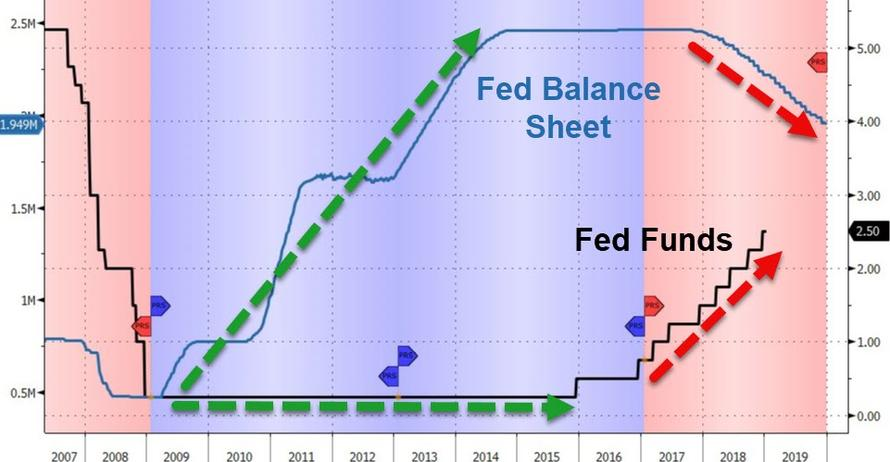 2.5M
5.00
PRS
Fed Balance
Sheet
1.949M
4.00
1.5M
3.00
Fed Funds
2.50
1M
2.00
PRS
PRS
PRS
PRS
PRS
PRS
1.00
0.5M
0.00
2007 2008 2009 2010 2011 2012 2013 2014 2015 2016 2017 2018 2019